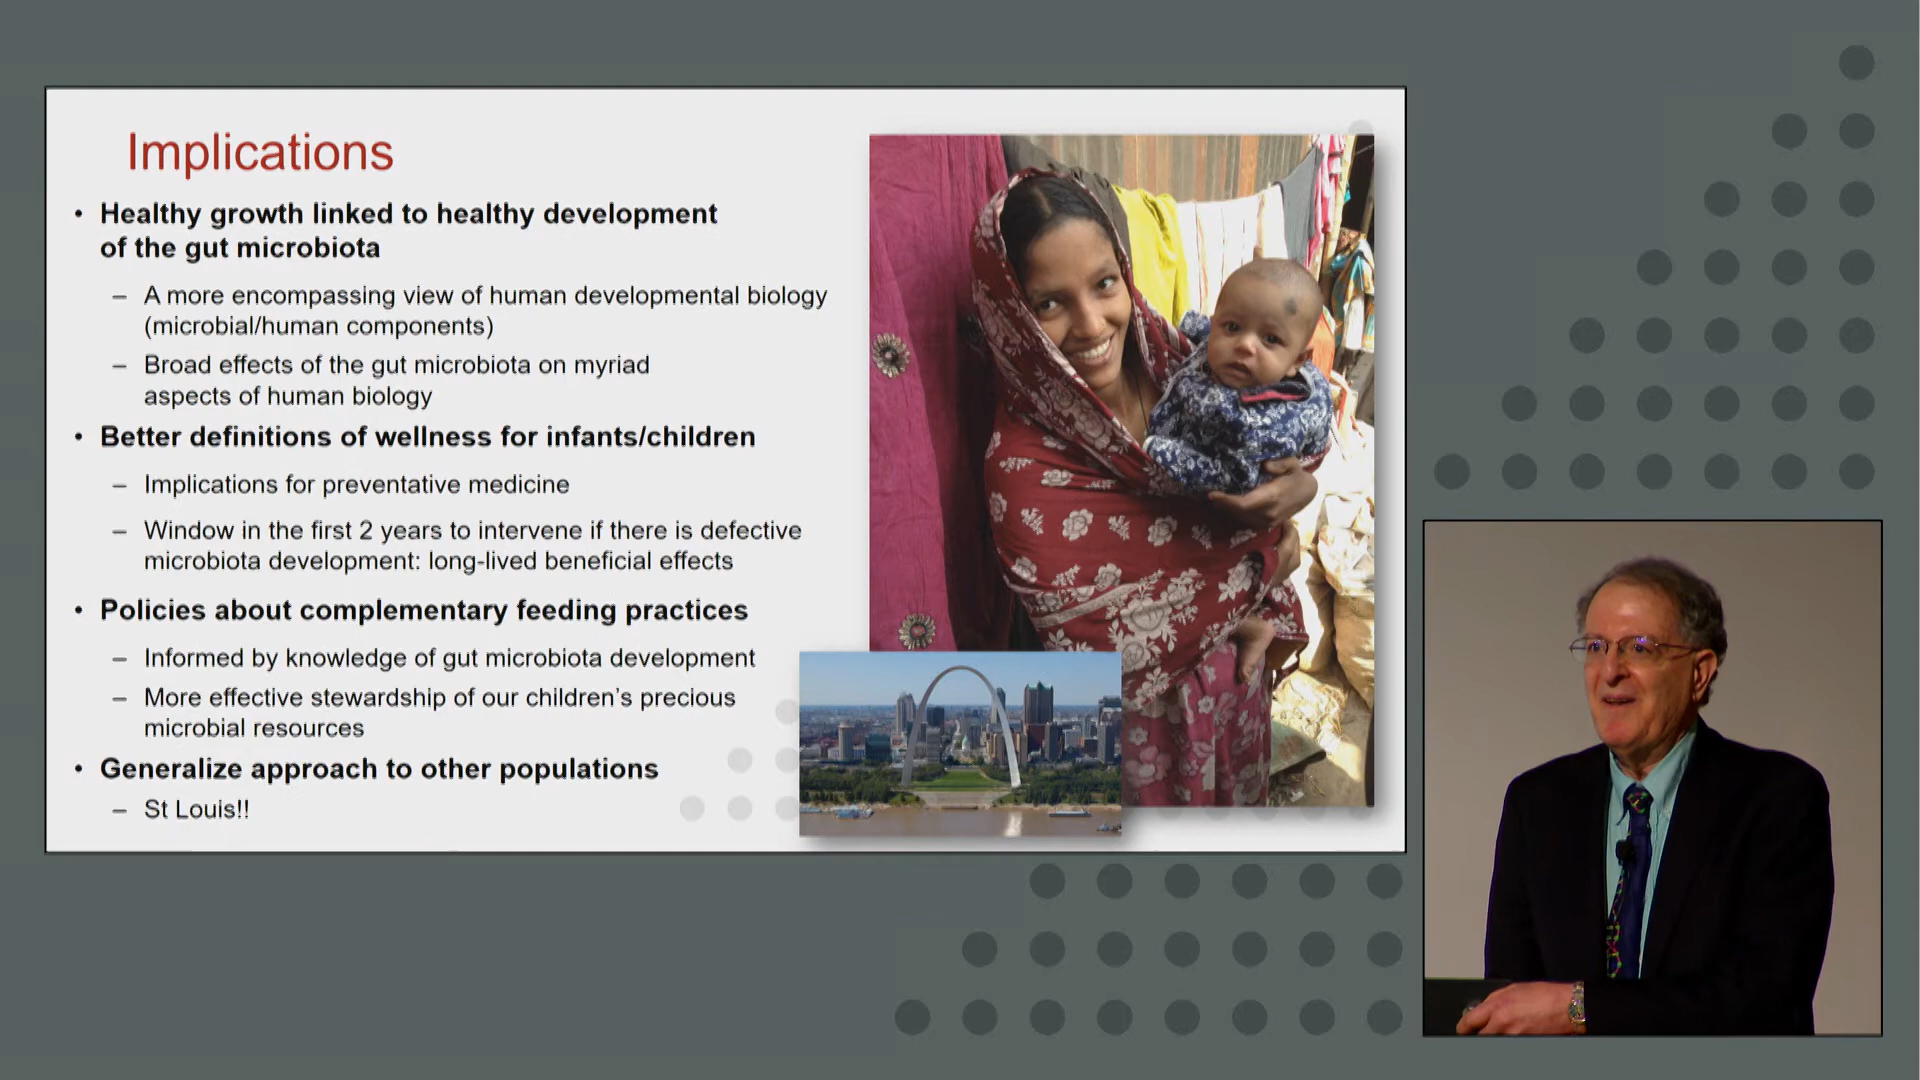 Implications
• Healthy growth linked to healthy development
of the gut microbiota
– A more encompassing view of human developmental biology
(microbial/human components)
– Broad effects of the gut microbiota on myriad
aspects of human biology
• Better definitions of wellness for infants/children
– Implications for preventative medicine
– Window in the first 2 years to intervene if there is defective
microbiota development: long-lived beneficial effects
• Policies about complementary feeding practices
– Informed by knowledge of gut microbiota development
– More effective stewardship of our children’s precious
microbial resources
• Generalize approach to other populations
– St Louis!!